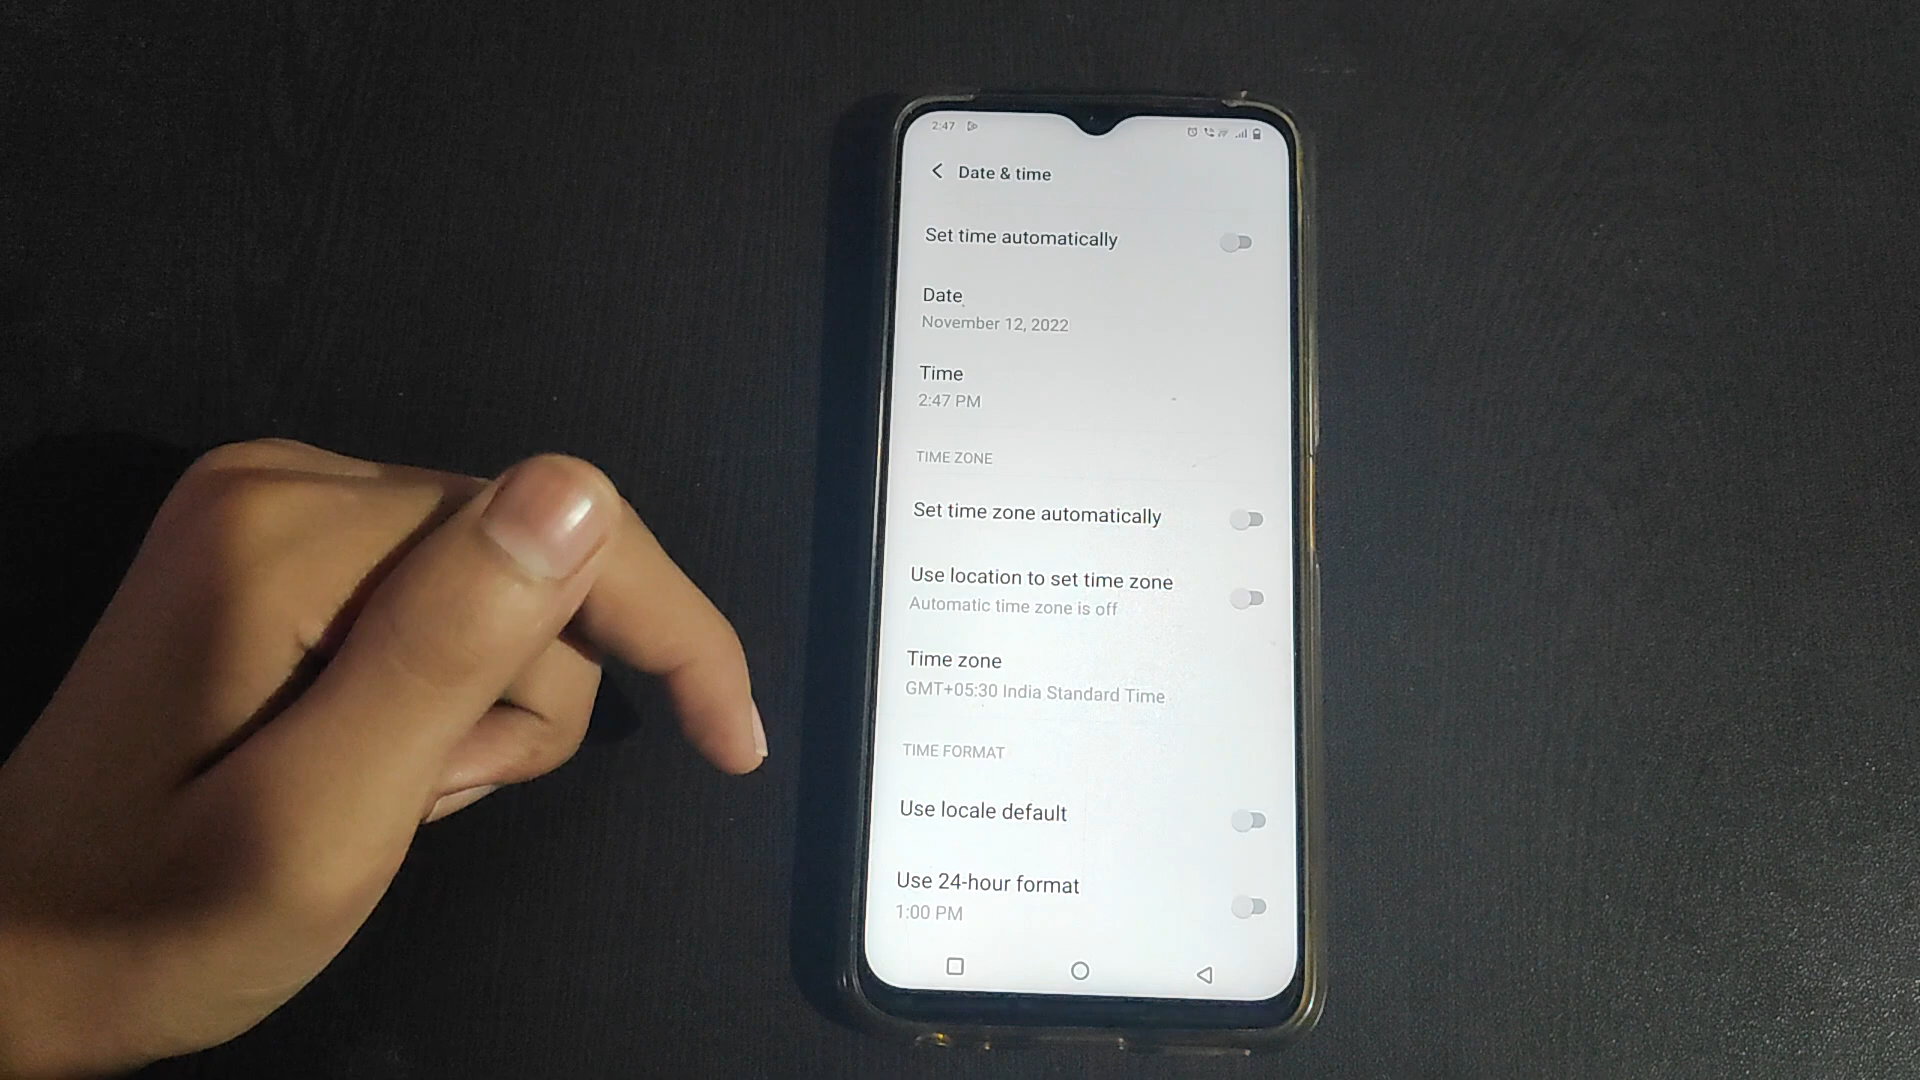 2:47
Date & time
Set time automatically
Date
November 12, 2022
Time
2:47 PM
TIME ZONE
Set time zone automatically
Use location to set time zone
Automatic time zone is off
Time zone
GMT+05:30 India Standard Time
TIME FORMAT
Use locale default
Use 24-hour format
1:00 PM